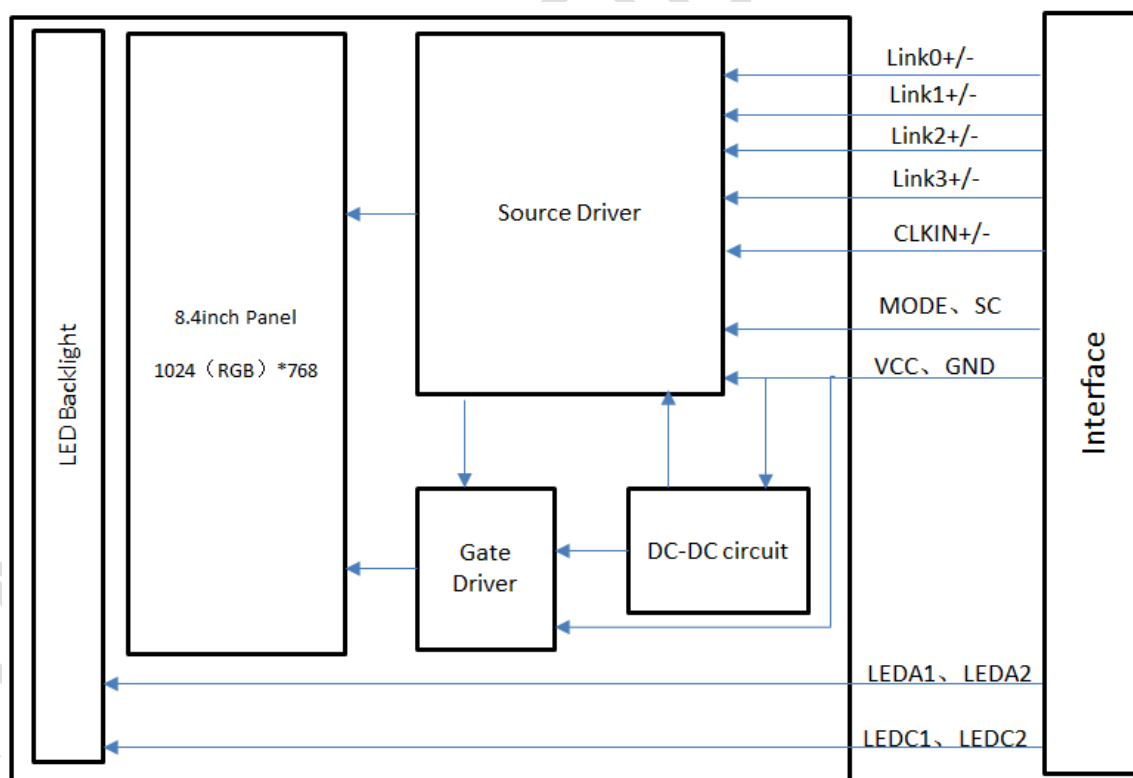 Link0+/-
Link1+/-
Link2+/-
Link3+/-
CLKIN+/-
MODE、SC
VCC、GND
LEDA1、LEDA2
LEDC1、LEDC2
Interface
Source Driver
8.4inch Panel
1024（RGB）*768
LED Backlight
Gate
Driver
DC-DC circuit